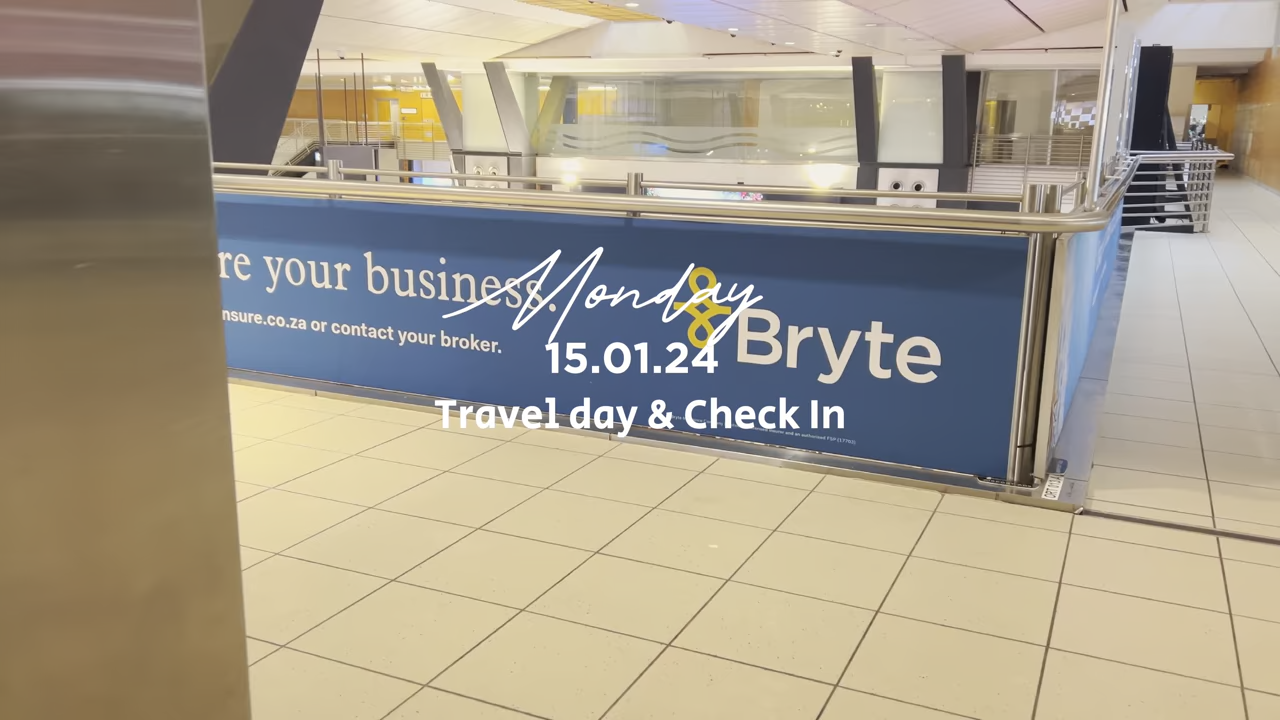 re your business.
nsure.co.za or contact your broker.
Bryte
Monday
15.01.24
Travel day & Check In